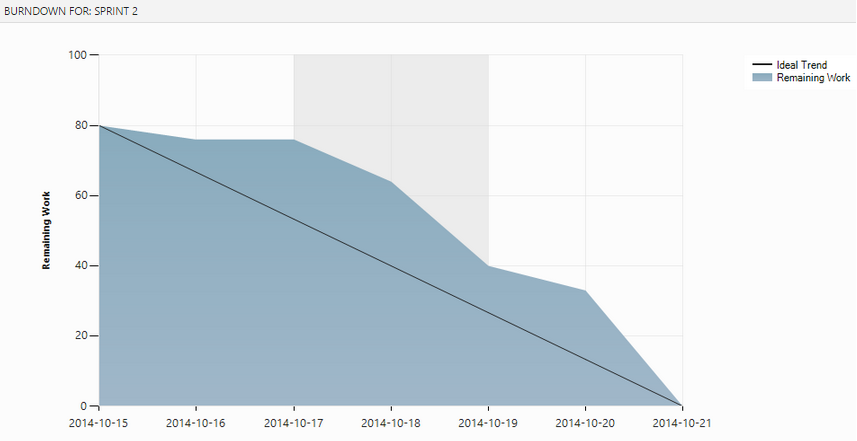 BURNDOWN FOR: SPRINT 2
Ideal Trend
Remaining Work
100
80
60
40
20
0
Remaining Work
2014-10-15 2014-10-16 2014-10-17 2014-10-18 2014-10-19 2014-10-20 2014-10-21